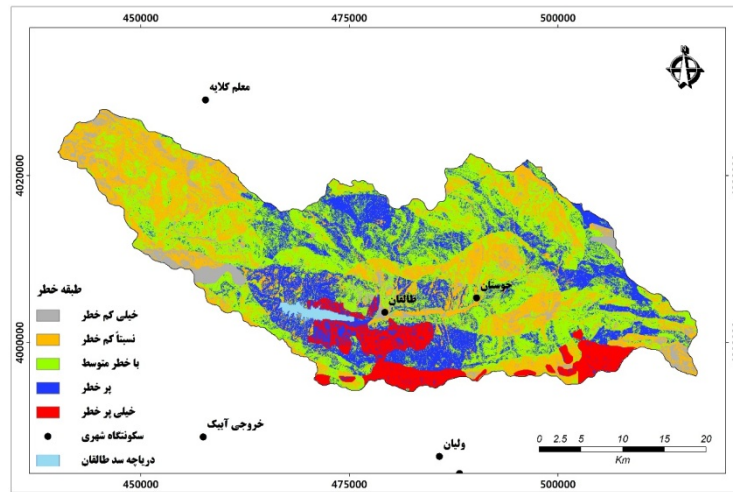 450000
475000
500000
معلم کلایه
4020000
4000000
طالقان
جوستان
طبقه خطر
خیلی کم خطر
نسبتاً کم خطر
با خطر متوسط
پر خطر
خیلی پر خطر
سکونتگاه شهری
دریاچه سد طالقان
خروجی آبیک
ولیان
0 2.5 5 10 15 20
Km
450000
475000
500000